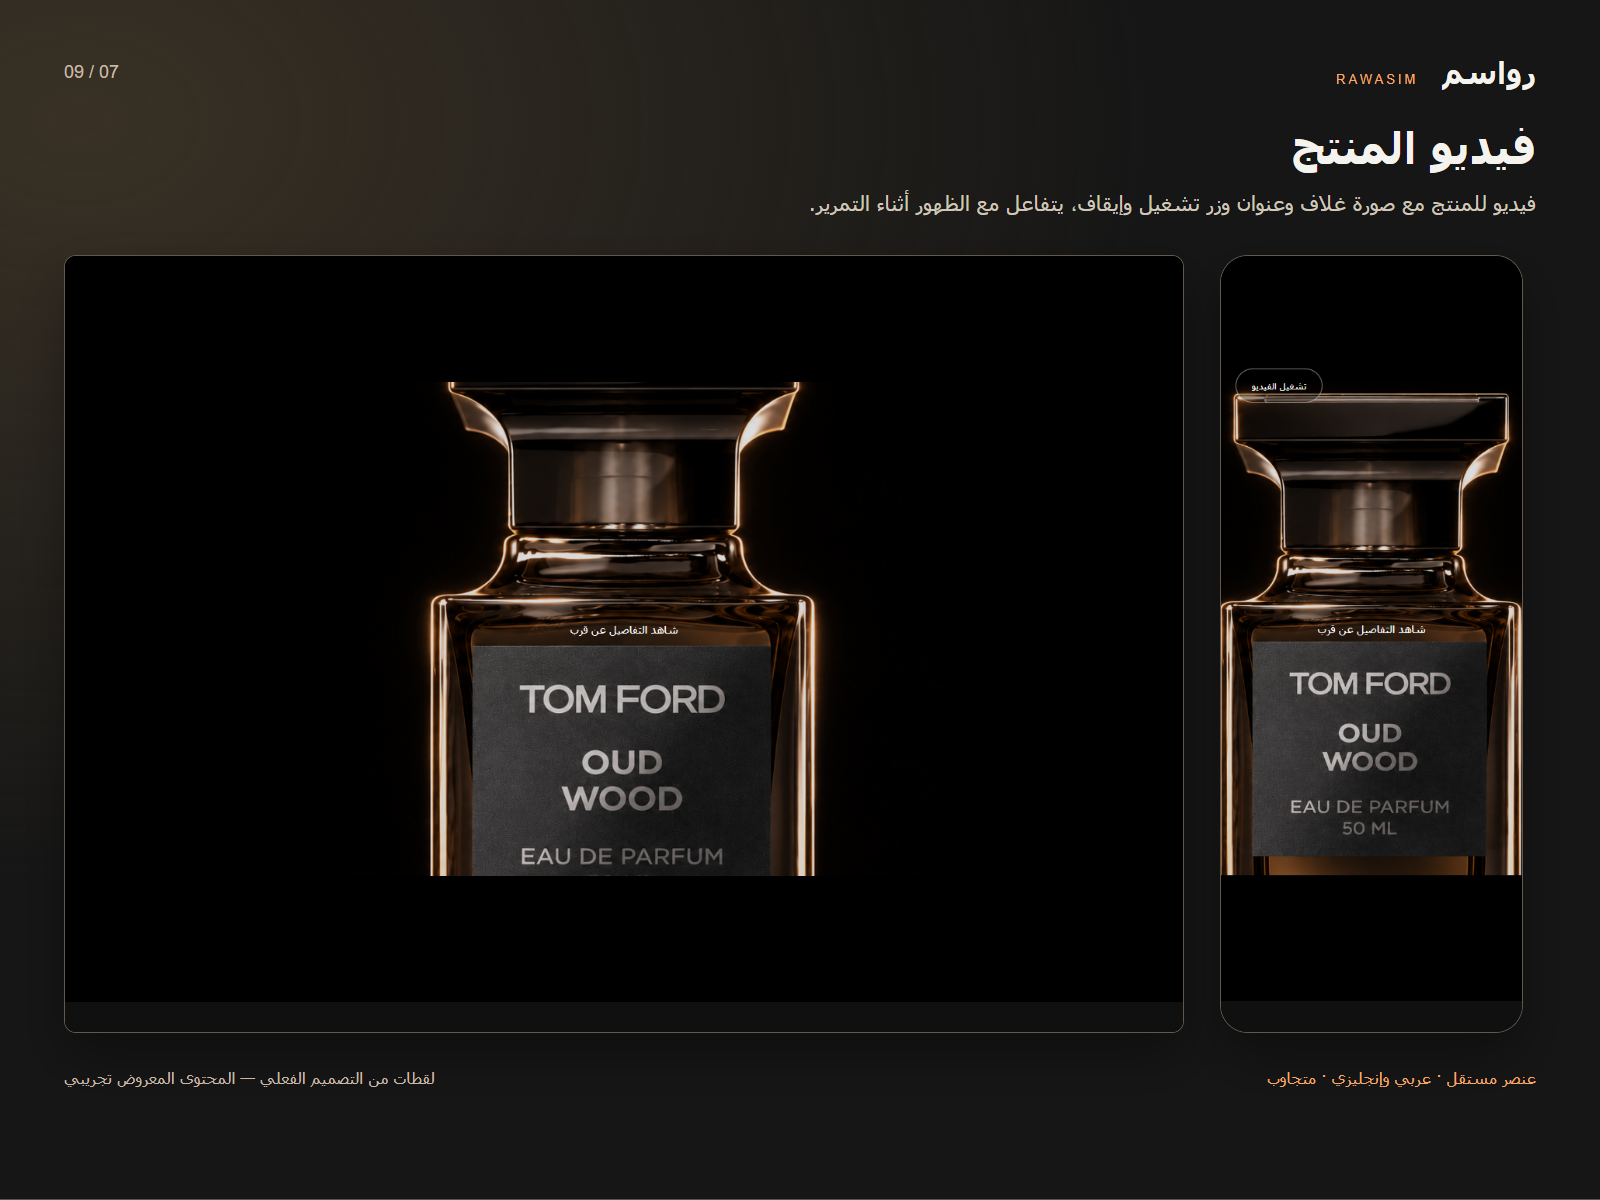 رواسم RAWASIM
09 / 07
فيديو المنتج
فيديو للمنتج مع صورة غلاف وعنوان وزر تشغيل وإيقاف، يتفاعل مع الظهور أثناء التمرير.
تشغيل الفيديو
شاهد التفاصيل عن قرب
TOM FORD
OUD
WOOD
EAU DE PARFUM
50 ML
شاهد التفاصيل عن قرب
TOM FORD
OUD
WOOD
EAU DE PARFUM
عنصر مستقل · عربي وإنجليزي · متجاوب
لقطات من التصميم الفعلي — المحتوى المعروض تجريبي